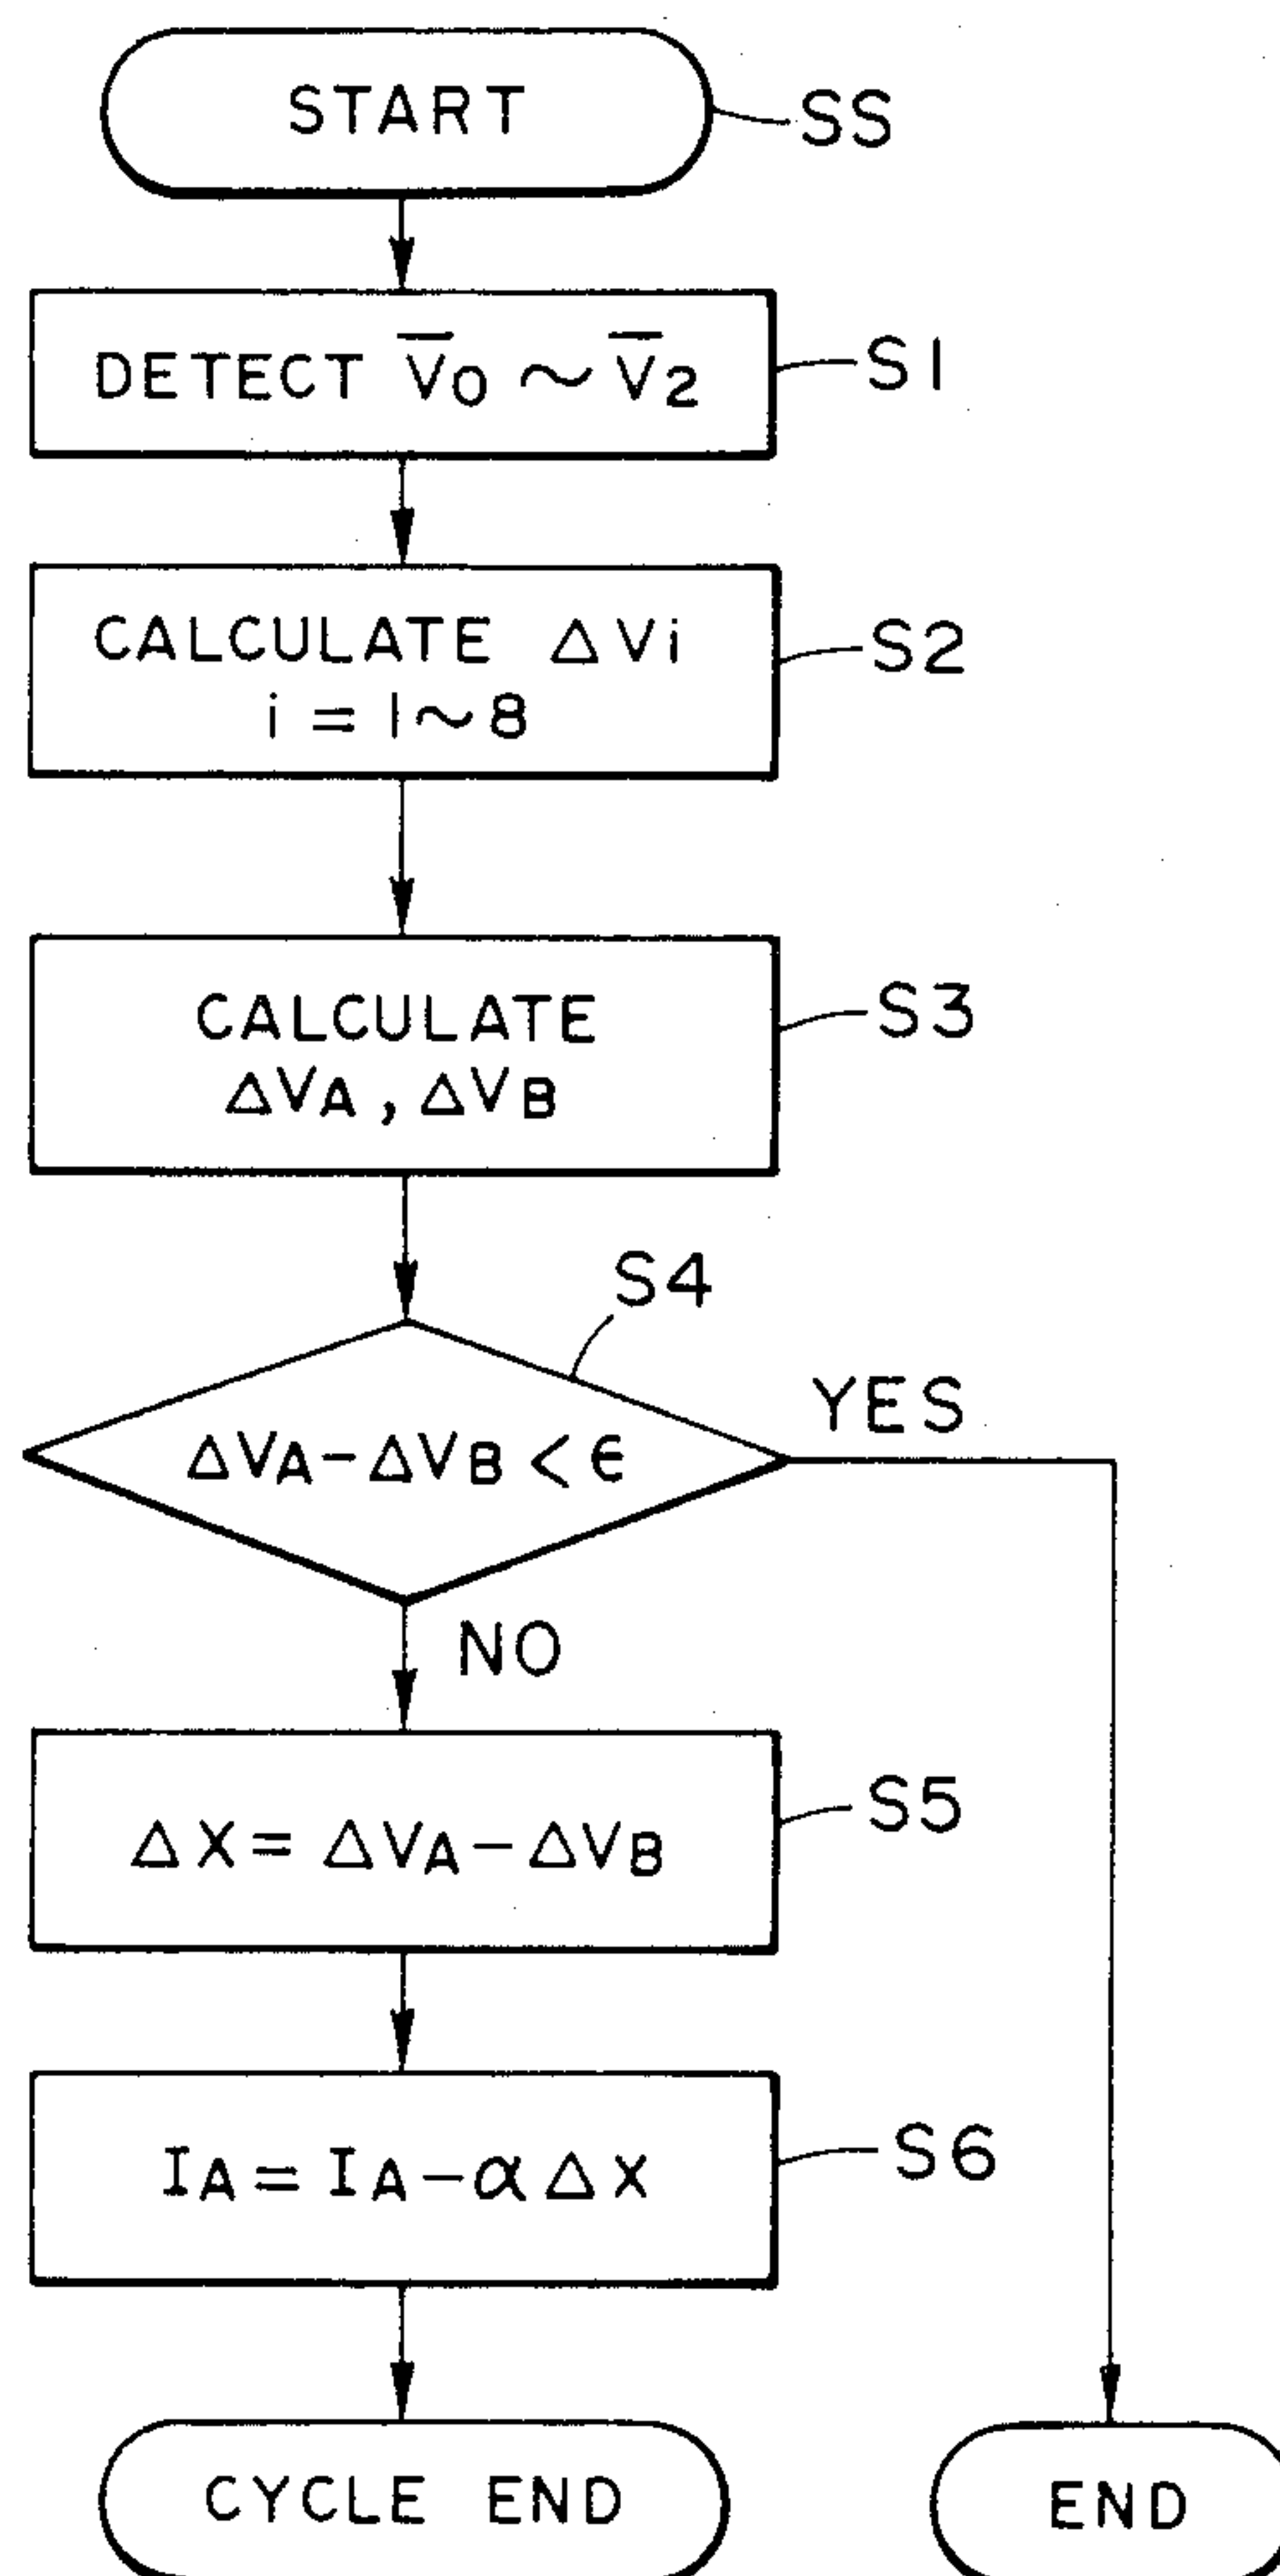 START
SS
DETECT V̅0 ~ V̅2
S1
CALCULATE ΔVi
i = 1~8
S2
CALCULATE
ΔVA, ΔVB
S3
S4
ΔVA-ΔVB < ϵ
YES
NO
ΔX = ΔVA-ΔVB
S5
IA = IA-αΔx
S6
CYCLE END
END